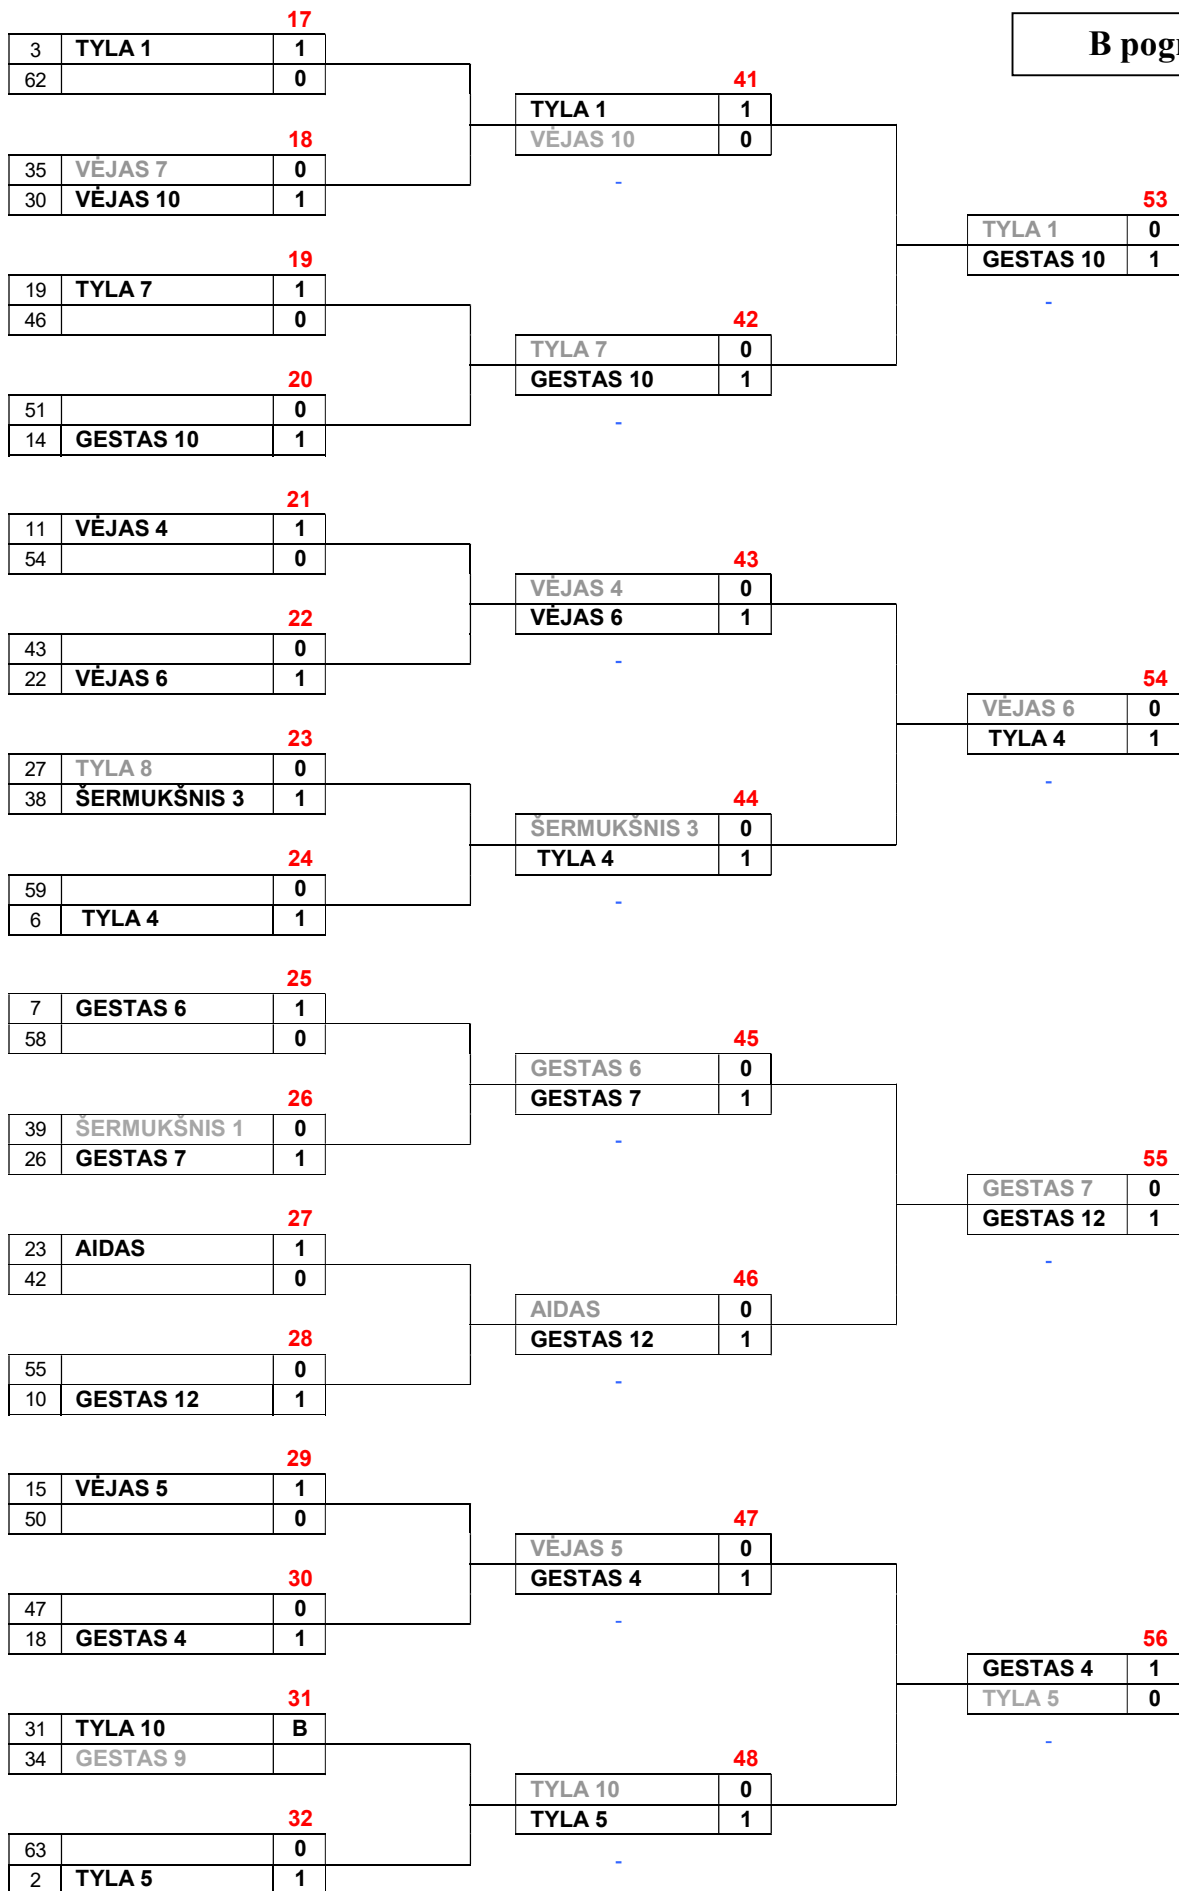 B pogr
17
3 TYLA 1 1
62 0
18
35 VĖJAS 7 0
30 VĖJAS 10 1
19
19 TYLA 7 1
46 0
20
51 0
14 GESTAS 10 1
21
11 VĖJAS 4 1
54 0
22
43 0
22 VĖJAS 6 1
23
27 TYLA 8 0
38 ŠERMUKŠNIS 3 1
24
59 0
6 TYLA 4 1
25
7 GESTAS 6 1
58 0
26
39 ŠERMUKŠNIS 1 0
26 GESTAS 7 1
27
23 AIDAS 1
42 0
28
55 0
10 GESTAS 12 1
29
15 VĖJAS 5 1
50 0
30
47 0
18 GESTAS 4 1
31
31 TYLA 10 B
34 GESTAS 9
32
63 0
2 TYLA 5 1
41
TYLA 1 1
VĖJAS 10 0
-
42
TYLA 7 0
GESTAS 10 1
-
43
VĖJAS 4 0
VĖJAS 6 1
-
44
ŠERMUKŠNIS 3 0
TYLA 4 1
-
45
GESTAS 6 0
GESTAS 7 1
-
46
AIDAS 0
GESTAS 12 1
-
47
VĖJAS 5 0
GESTAS 4 1
-
48
TYLA 10 0
TYLA 5 1
-
53
TYLA 1 0
GESTAS 10 1
-
54
VĖJAS 6 0
TYLA 4 1
-
55
GESTAS 7 0
GESTAS 12 1
-
56
GESTAS 4 1
TYLA 5 0
-